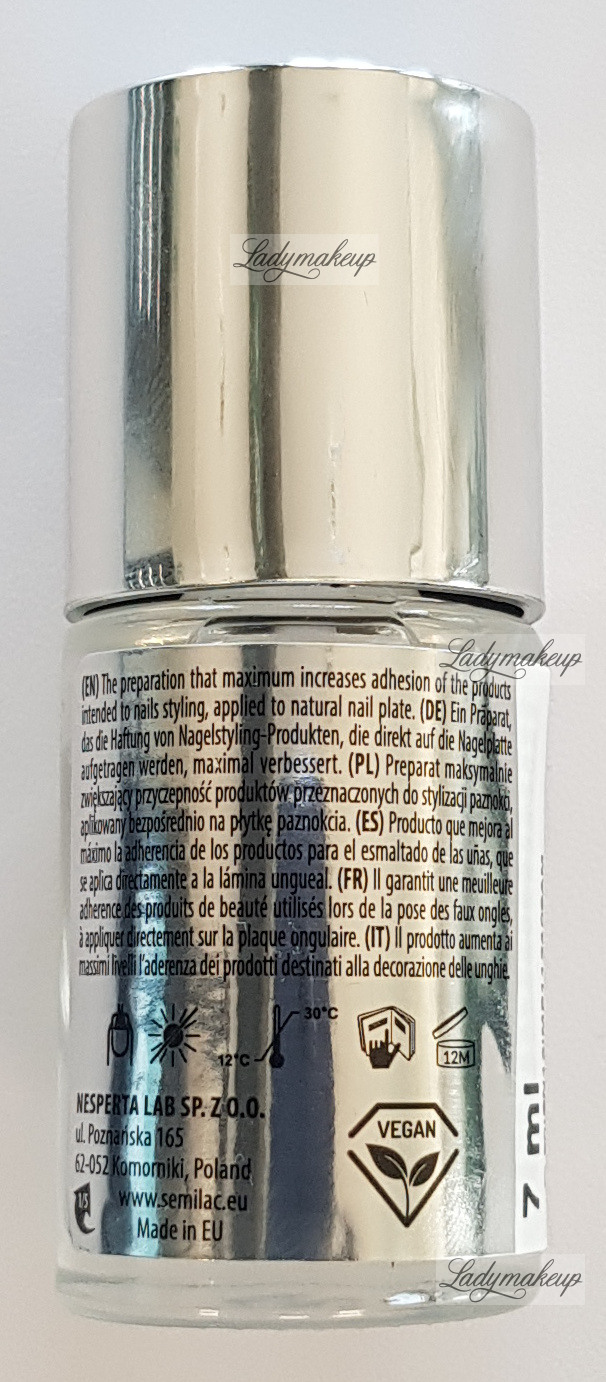 Ladymakeup
Ladymakeup
(EN) The preparation that maximum increases adhesion of the products
intended to nails styling, applied to natural nail plate. (DE) Ein Präparat,
das die Haftung von Nagelstyling-Produkten, die direkt auf die Nagelplatte
aufgetragen werden, maximal verbessert. (PL) Preparat maksymalnie
zwiększający przyczepność produktów przeznaczonych do stylizacji paznokci,
aplikowany bezpośrednio na płytkę paznokcia. (ES) Producto que mejora al
máximo la adherencia de los productos para el esmaltado de las uñas, que
se aplica directamente a la lámina ungueal. (FR) Il garantit une meuilleure
adherence des produits de beauté utilisés lors de la pose des faux ongles,
à appliquer directement sur la plaque ongulaire. (IT) Il prodotto aumenta ai
massimi livelli l'aderenza dei prodotti destinati alla decorazione delle unghie.
30°C
12°C
12M
NESPERTA LAB SP. Z O.O.
ul. Poznańska 165
62-052 Komorniki, Poland
1/5
www.semilac.eu
Made in EU
VEGAN
7 ml
Ladymakeup